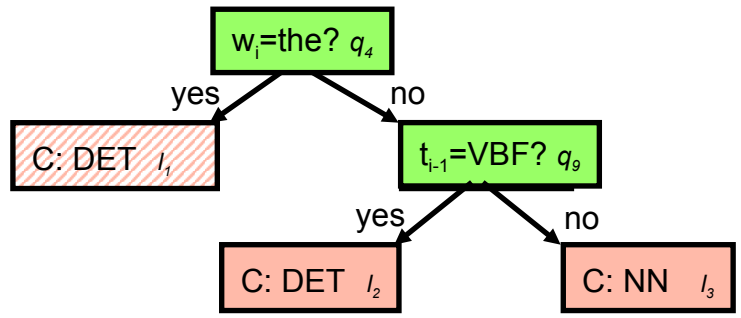 wᵢ=the? q₄
yes
no
C: DET l₁
tᵢ₋₁=VBF? q₉
yes
no
C: DET l₂
C: NN l₃